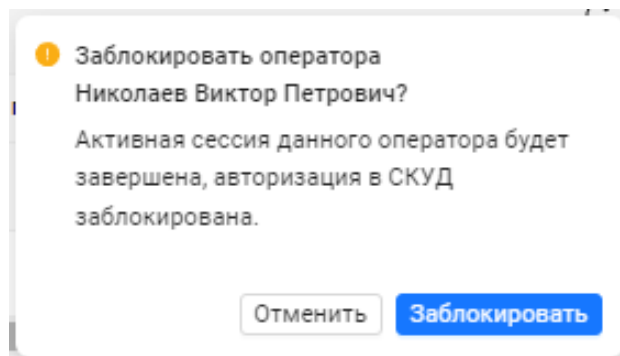 Заблокировать оператора
Николаев Виктор Петрович?
Активная сессия данного оператора будет
завершена, авторизация в СКУД
заблокирована.
Отменить Заблокировать